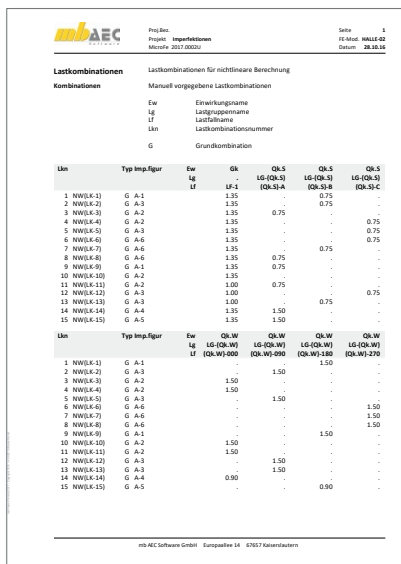 mb AEC
Software
Proj.Bez.
Projekt Imperfektionen
MicroFe 2017.0002U
Seite 1
FE-Mod. HALLE-02
Datum 28.10.16
Lastkombinationen Lastkombinationen für nichtlineare Berechnung
Kombinationen Manuell vorgegebene Lastkombinationen
Ew Einwirkungsname
Lg Lastgruppenname
Lf Lastfallname
Lkn Lastkombinationsnummer
G Grundkombination
Lkn Typ Imp.figur Ew Gk Qk.S Qk.S Qk.S
Lg . LG-(Qk.S) LG-(Qk.S) LG-(Qk.S)
Lf LF-1 (Qk.S)-A (Qk.S)-B (Qk.S)-C
1 NW(LK-1) G A-1 1.35 . 0.75 .
2 NW(LK-2) G A-3 1.35 . 0.75 .
3 NW(LK-3) G A-2 1.35 0.75 . .
4 NW(LK-4) G A-2 1.35 . . 0.75
5 NW(LK-5) G A-3 1.35 . . 0.75
6 NW(LK-6) G A-6 1.35 . . 0.75
7 NW(LK-7) G A-6 1.35 . 0.75 .
8 NW(LK-8) G A-6 1.35 0.75 . .
9 NW(LK-9) G A-1 1.35 0.75 . .
10 NW(LK-10) G A-2 1.35 . . .
11 NW(LK-11) G A-2 1.00 0.75 . .
12 NW(LK-12) G A-3 1.00 . . 0.75
13 NW(LK-13) G A-3 1.00 . 0.75 .
14 NW(LK-14) G A-4 1.35 1.50 . .
15 NW(LK-15) G A-5 1.35 1.50 . .
Lkn Typ Imp.figur Ew Qk.W Qk.W Qk.W Qk.W
Lg LG-(Qk.W) LG-(Qk.W) LG-(Qk.W) LG-(Qk.W)
Lf (Qk.W)-000 (Qk.W)-090 (Qk.W)-180 (Qk.W)-270
1 NW(LK-1) G A-1 . . 1.50 .
2 NW(LK-2) G A-3 . 1.50 . .
3 NW(LK-3) G A-2 1.50 . . .
4 NW(LK-4) G A-2 1.50 . . .
5 NW(LK-5) G A-3 . 1.50 . .
6 NW(LK-6) G A-6 . . . 1.50
7 NW(LK-7) G A-6 . . . 1.50
8 NW(LK-8) G A-6 . . . 1.50
9 NW(LK-9) G A-1 . . 1.50 .
10 NW(LK-10) G A-2 1.50 . . .
11 NW(LK-11) G A-2 1.50 . . .
12 NW(LK-12) G A-3 . 1.50 . .
13 NW(LK-13) G A-3 . 1.50 . .
14 NW(LK-14) G A-4 0.90 . . .
15 NW(LK-15) G A-5 . . 0.90 .
mb AEC Software GmbH Europaallee 14 67657 Kaiserslautern